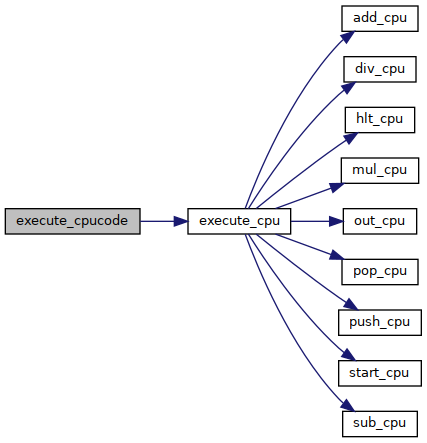 execute_cpucode
execute_cpu
add_cpu
div_cpu
hlt_cpu
mul_cpu
out_cpu
pop_cpu
push_cpu
start_cpu
sub_cpu